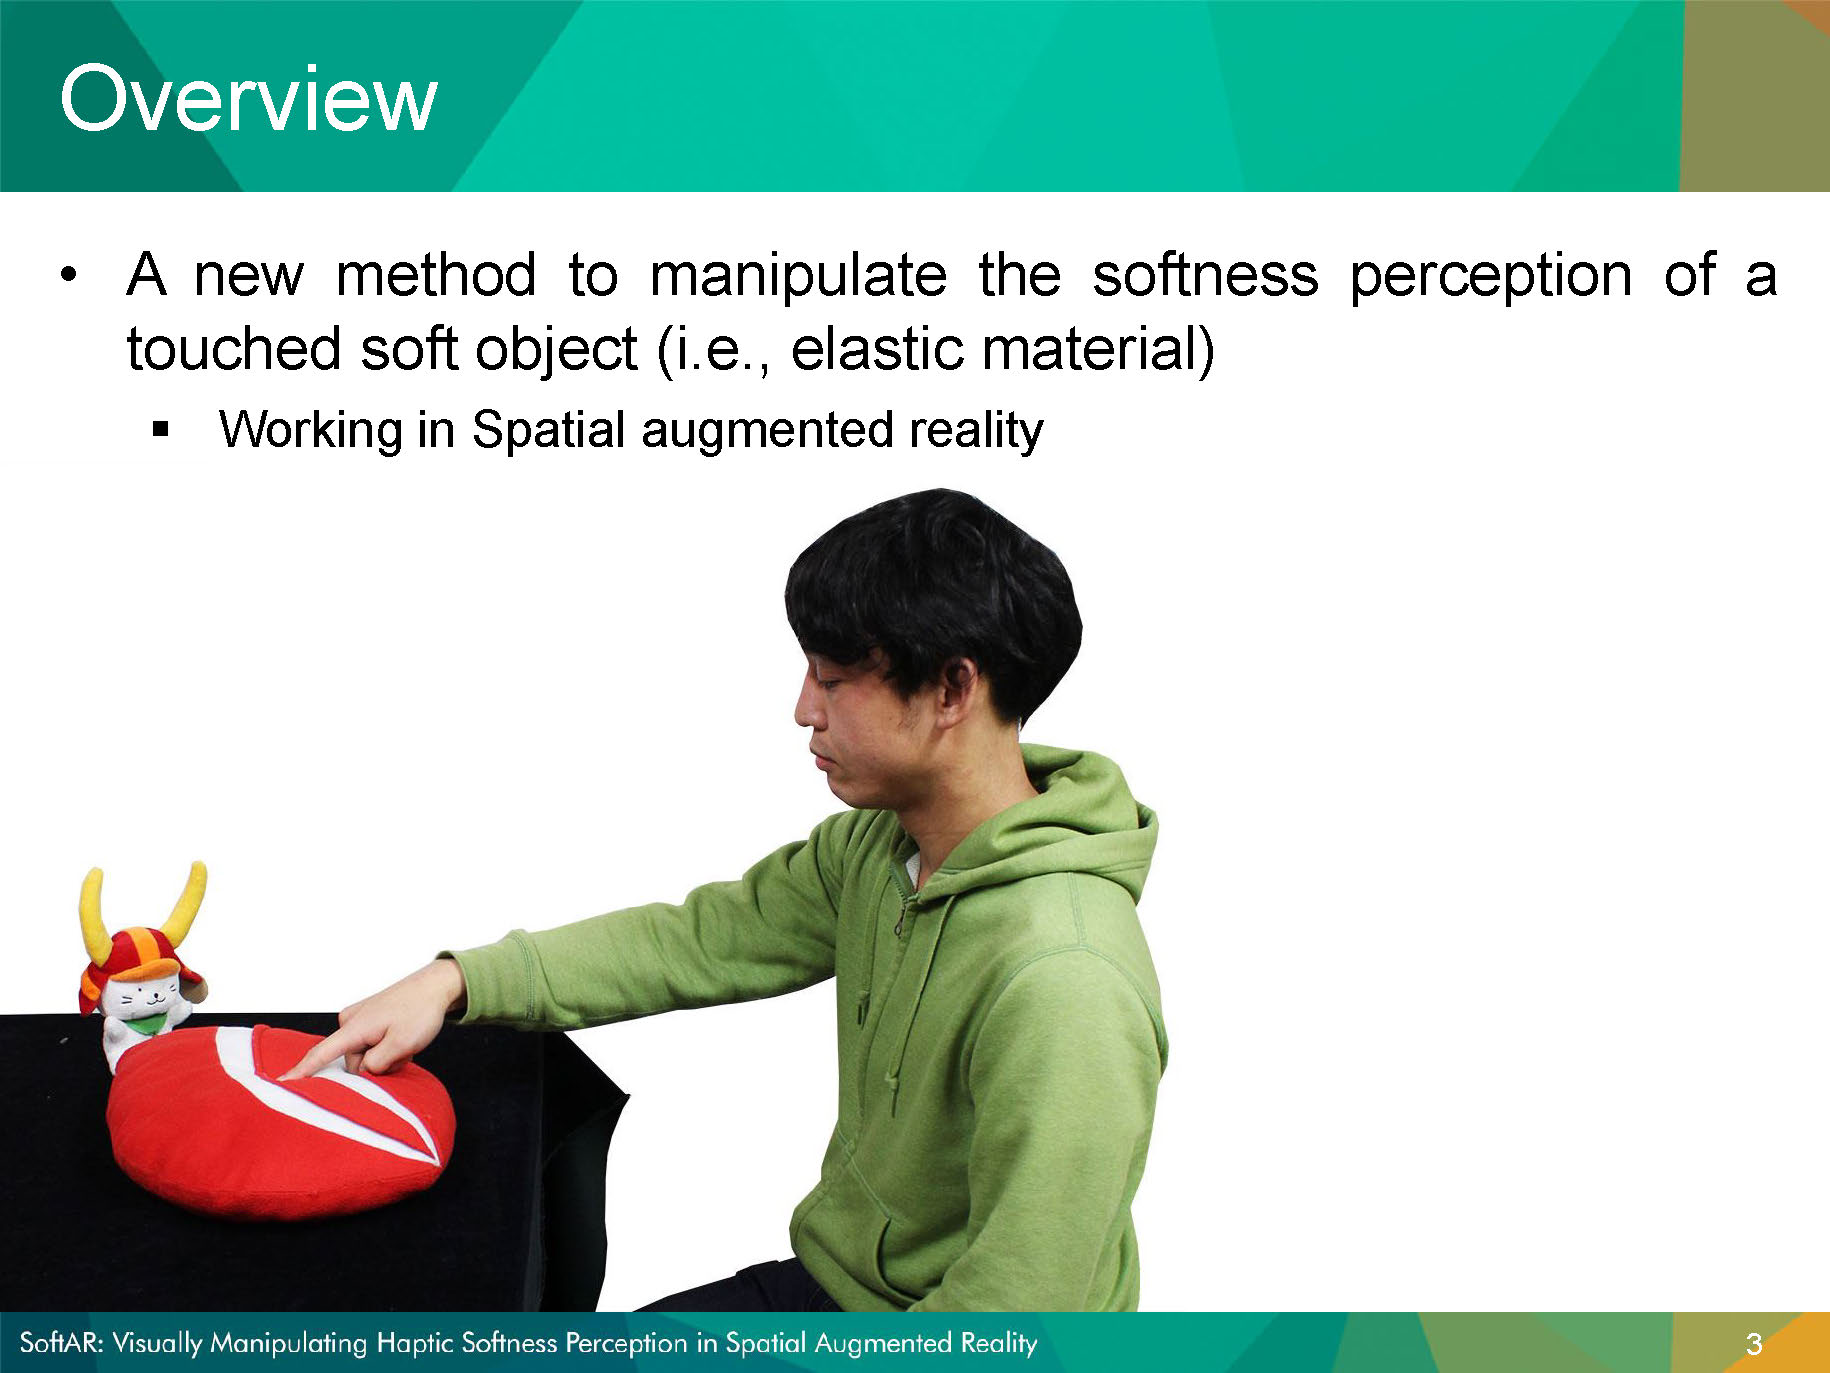 Overview
• A new method to manipulate the softness perception of a
touched soft object (i.e., elastic material)
▪ Working in Spatial augmented reality
SoftAR: Visually Manipulating Haptic Softness Perception in Spatial Augmented Reality
3